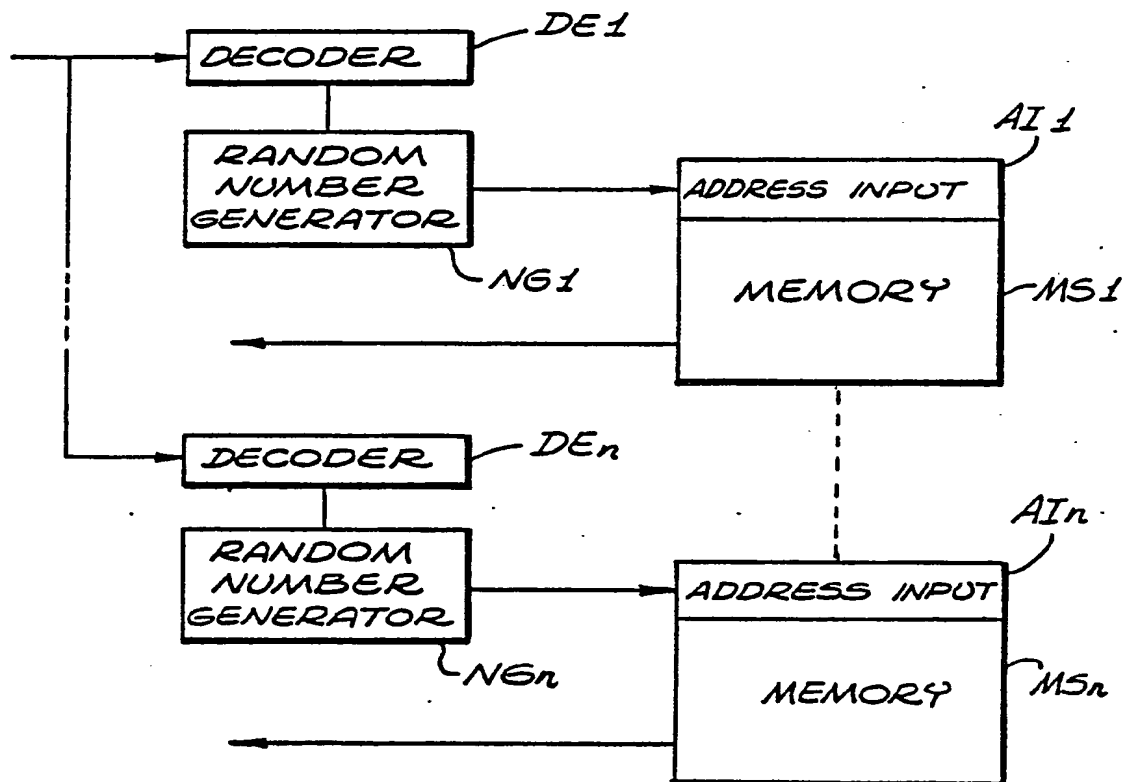 DECODER
DE1
RANDOM
NUMBER
GENERATOR
NG1
AI1
ADDRESS INPUT
MEMORY
MS1
DECODER
DEn
RANDOM
NUMBER
GENERATOR
NGn
AIn
ADDRESS INPUT
MEMORY
MSn